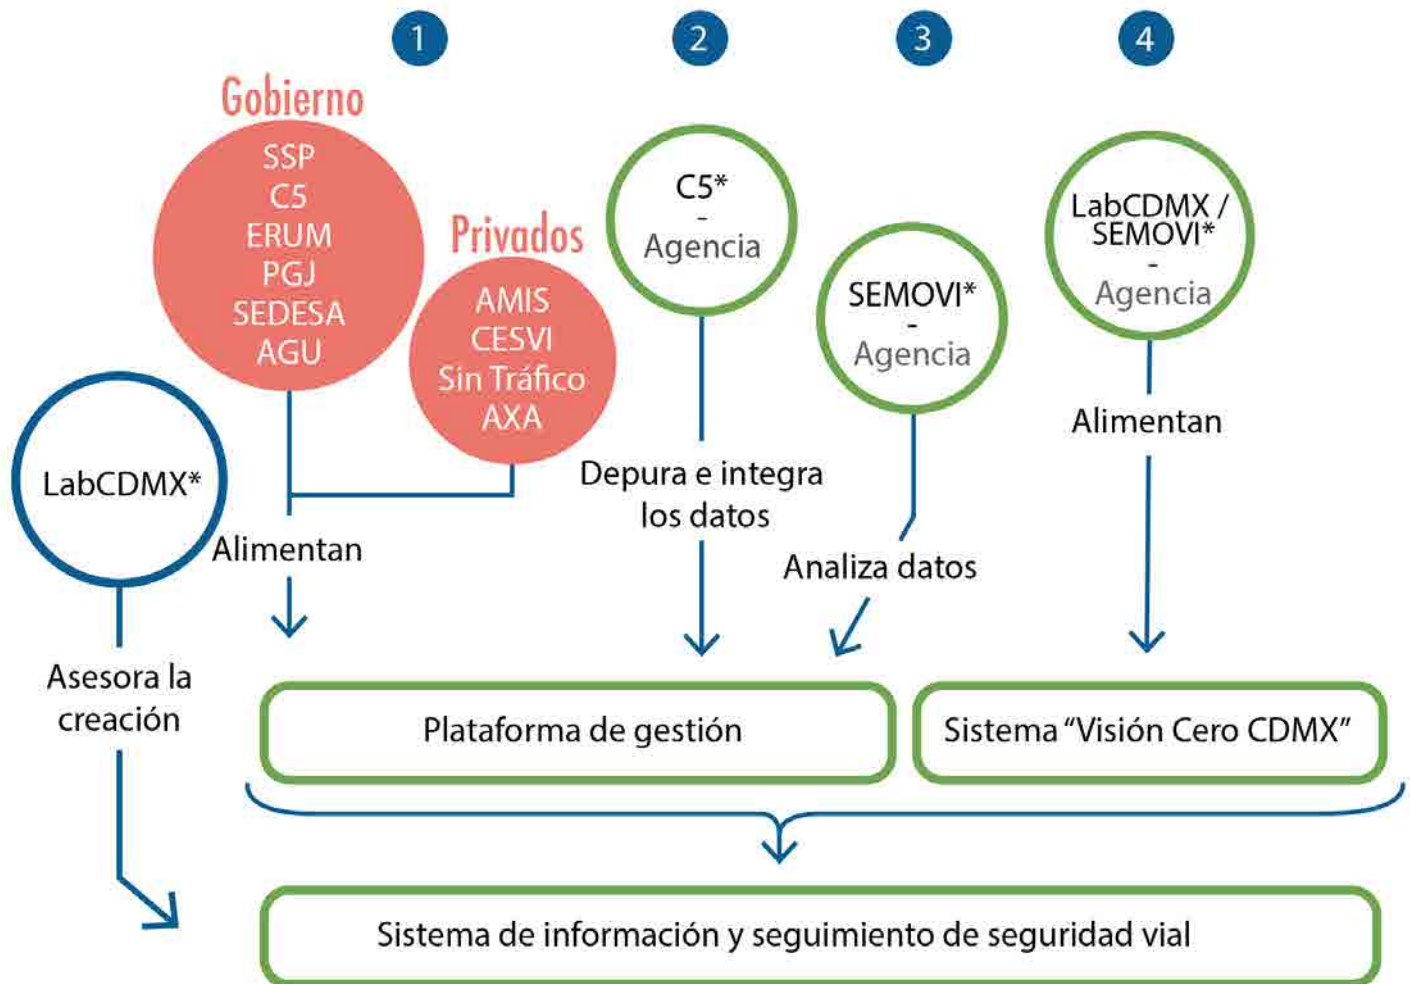 1
2
3
4
Gobierno
SSP
C5
ERUM
PGJ
SEDESA
AGU
Privados
AMIS
CESVI
Sin Tráfico
AXA
C5*
-
Agencia
SEMOVI*
-
Agencia
LabCDMX /
SEMOVI*
-
Agencia
LabCDMX*
Alimentan
Depura e integra
los datos
Analiza datos
Alimentan
Asesora la
creación
Plataforma de gestión
Sistema “Visión Cero CDMX”
Sistema de información y seguimiento de seguridad vial